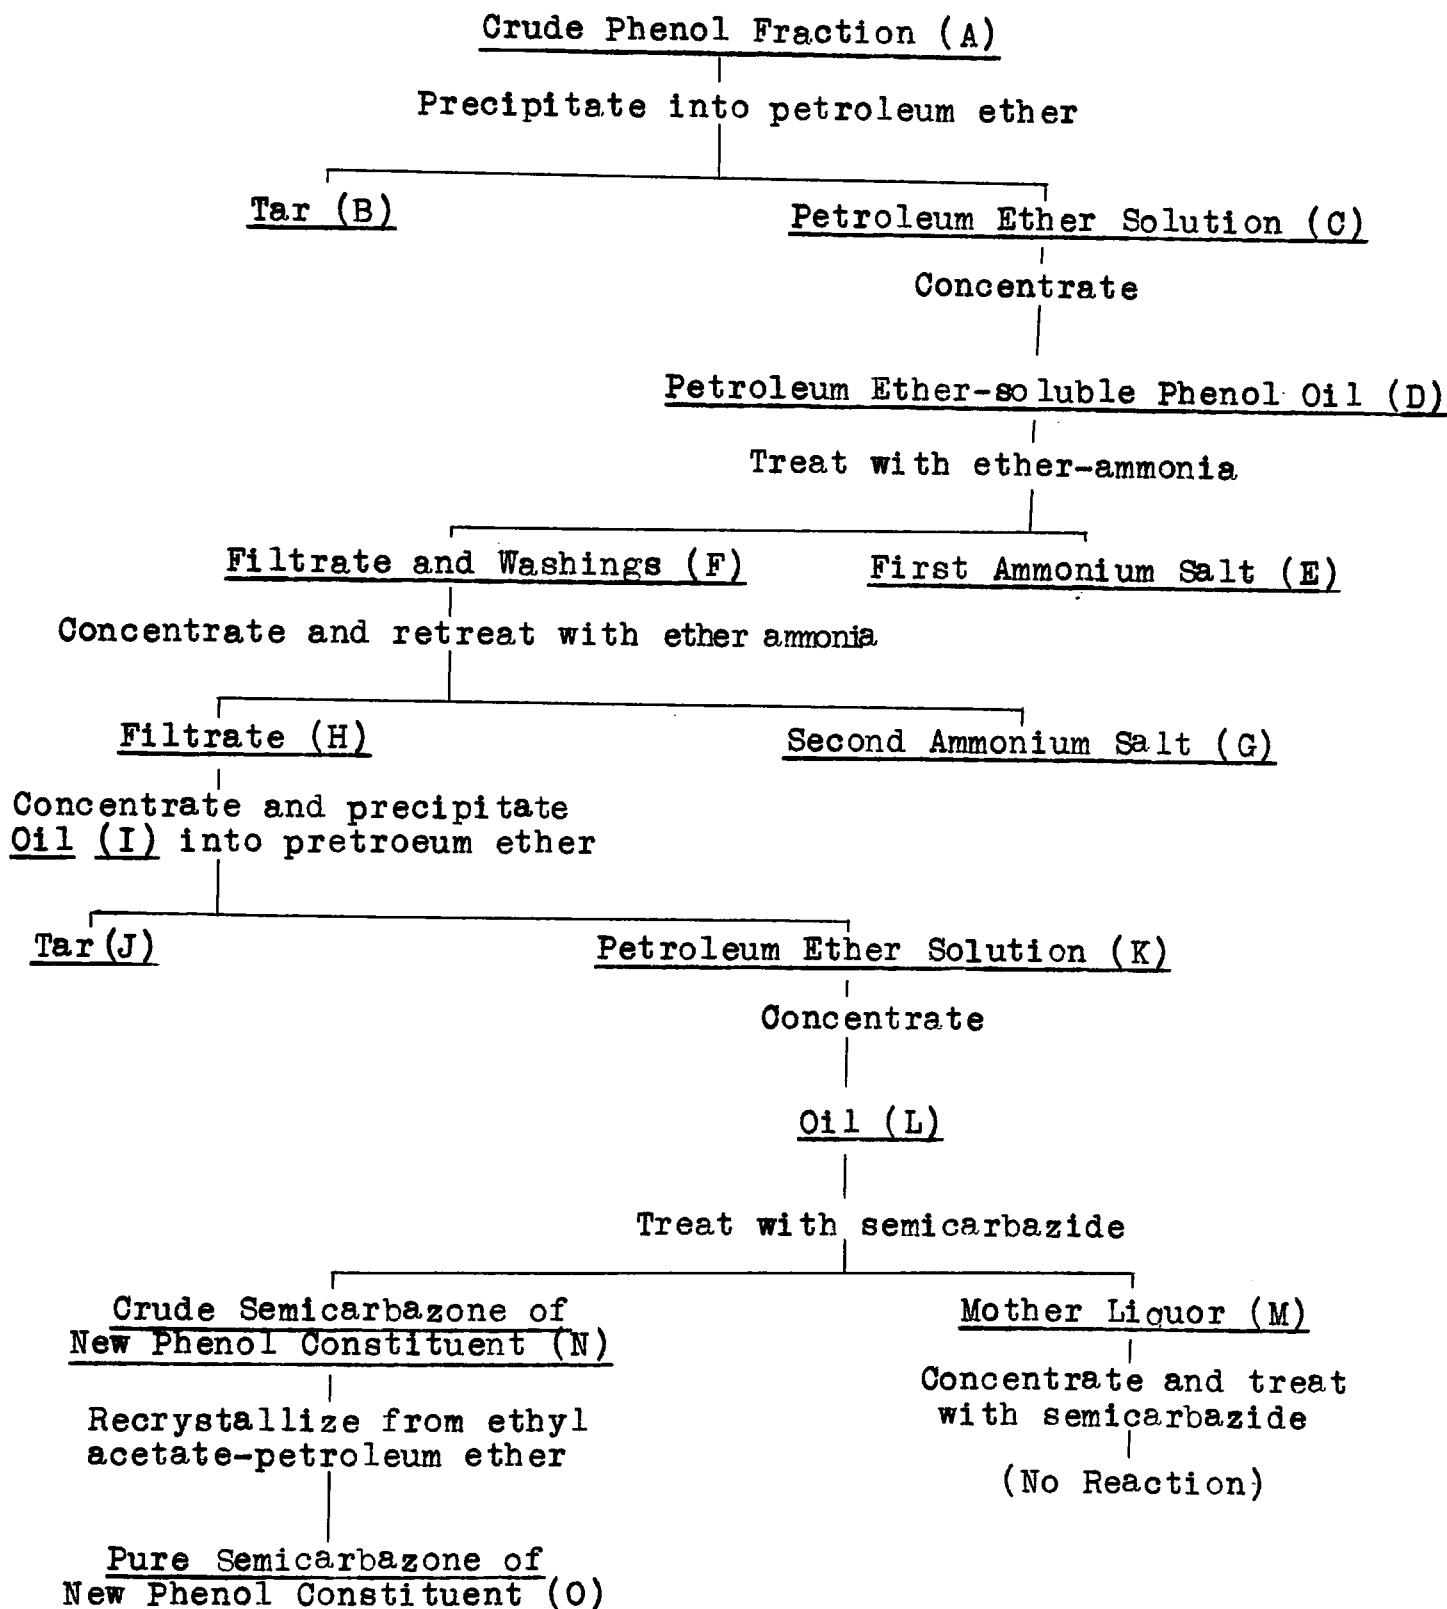 Crude Phenol Fraction (A)
Precipitate into petroleum ether
Tar (B)
Petroleum Ether Solution (C)
Concentrate
Petroleum Ether-soluble Phenol Oil (D)
Treat with ether-ammonia
Filtrate and Washings (F)
First Ammonium Salt (E)
Concentrate and retreat with ether ammonia
Filtrate (H)
Second Ammonium Salt (G)
Concentrate and precipitate
Oil (I) into pretroeum ether
Tar (J)
Petroleum Ether Solution (K)
Concentrate
Oil (L)
Treat with semicarbazide
Crude Semicarbazone of
New Phenol Constituent (N)
Mother Liquor (M)
Concentrate and treat
with semicarbazide
Recrystallize from ethyl
acetate-petroleum ether
(No Reaction)
Pure Semicarbazone of
New Phenol Constituent (O)